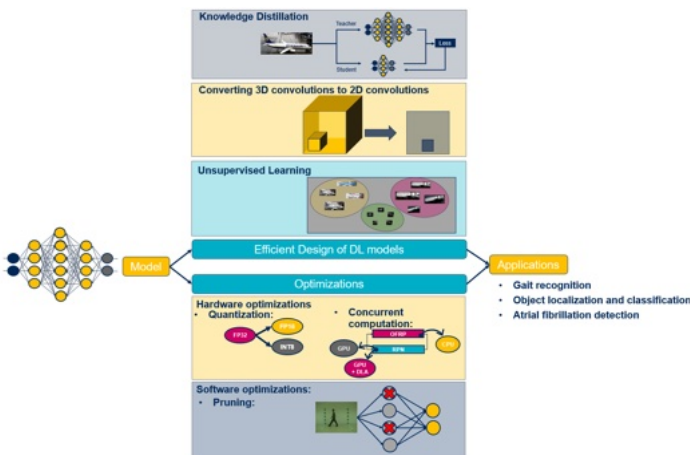 Knowledge Distillation
Teacher
Loss
Student
Converting 3D convolutions to 2D convolutions
Unsupervised Learning
Efficient Design of DL models
Model
Applications
Optimizations
• Gait recognition
• Object localization and classification
• Atrial fibrillation detection
Hardware optimizations
• Quantization:
• Concurrent
computation:
FP32
FP16
INT8
GPU
RPN
CPU
GPU
+ DLA
Software optimizations:
• Pruning: